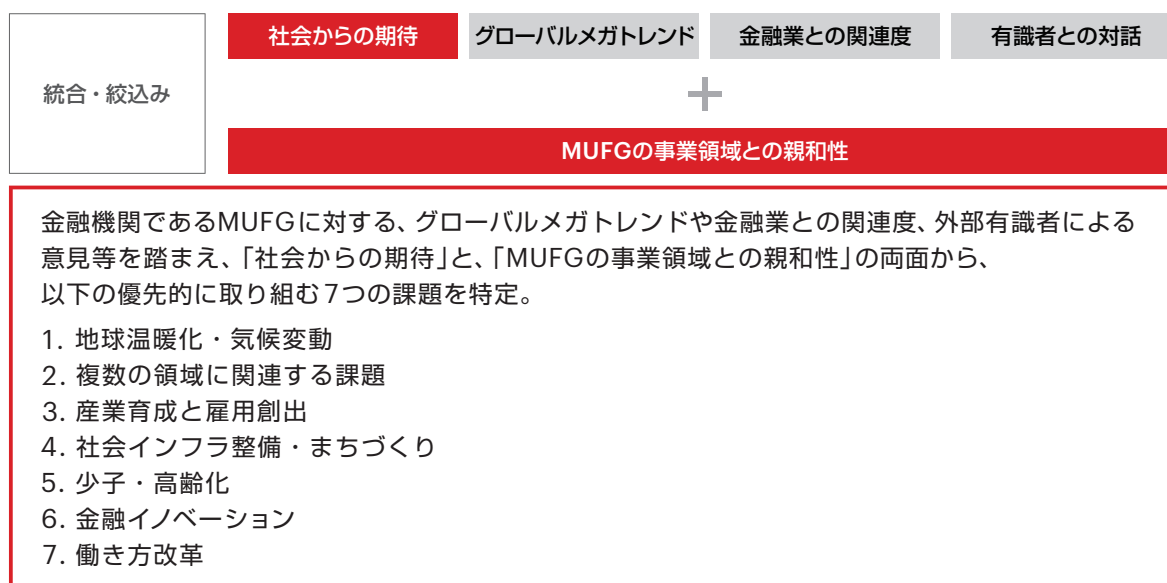 社会からの期待
グローバルメガトレンド
金融業との関連度
有識者との対話
統合・絞込み
+
MUFGの事業領域との親和性
金融機関であるMUFGに対する、グローバルメガトレンドや金融業との関連度、外部有識者による
意見等を踏まえ、「社会からの期待」と、「MUFGの事業領域との親和性」の両面から、
以下の優先的に取り組む7つの課題を特定。
1. 地球温暖化・気候変動
2. 複数の領域に関連する課題
3. 産業育成と雇用創出
4. 社会インフラ整備・まちづくり
5. 少子・高齢化
6. 金融イノベーション
7. 働き方改革